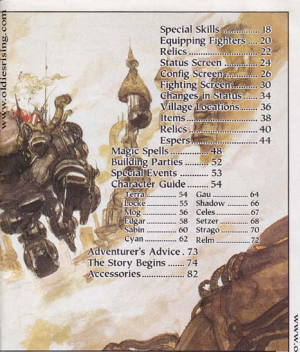 www.oldiesrising.com
Special Skills ........ 18
Equipping Fighters ... 20
Relics .................. 22
Status Screen ......... 24
Config Screen ......... 26
Fighting Screen ........ 30
Changes in Status ..... 34
Village Locations ...... 36
Items ................... 38
Relics ................... 40
Espers .................. 44
Magic Spells ............ 48
Building Parties ........ 52
Special Events ......... 53
Character Guide ....... 54
Terra ........ 54 Gau ........ 64
Locke ........ 55 Shadow ........ 66
Mog ........ 56 Celes ........ 67
Edgar ........ 58 Setzer ........ 68
Sabin ........ 60 Strago ........ 70
Cyan ........ 62 Relm ........ 72
Adventurer's Advice . 73
The Story Begins ...... 74
Accessories ............. 82